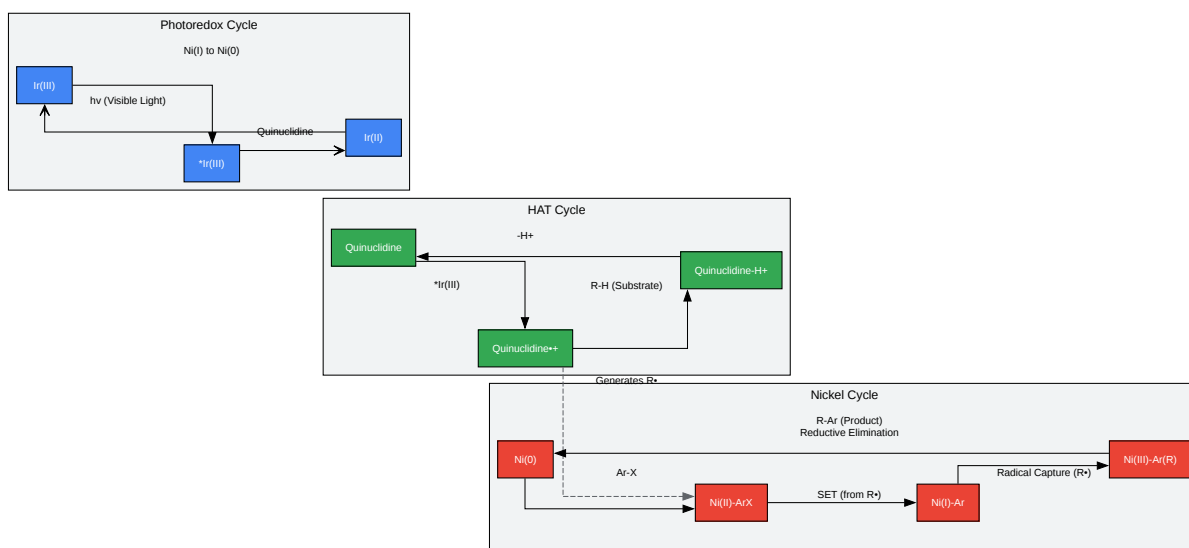 Photoredox Cycle
Ni(I) to Ni(0)
Ir(III)
hv (Visible Light)
Quinuclidine
Ir(II)
*Ir(III)
HAT Cycle
-H+
Quinuclidine
Quinuclidine-H+
*Ir(III)
R-H (Substrate)
Quinuclidine•+
Generates R•
Nickel Cycle
R-Ar (Product)
Reductive Elimination
Ni(0)
Ni(III)-Ar(R)
Ar-X
Radical Capture (R•)
SET (from R•)
Ni(II)-ArX
Ni(I)-Ar